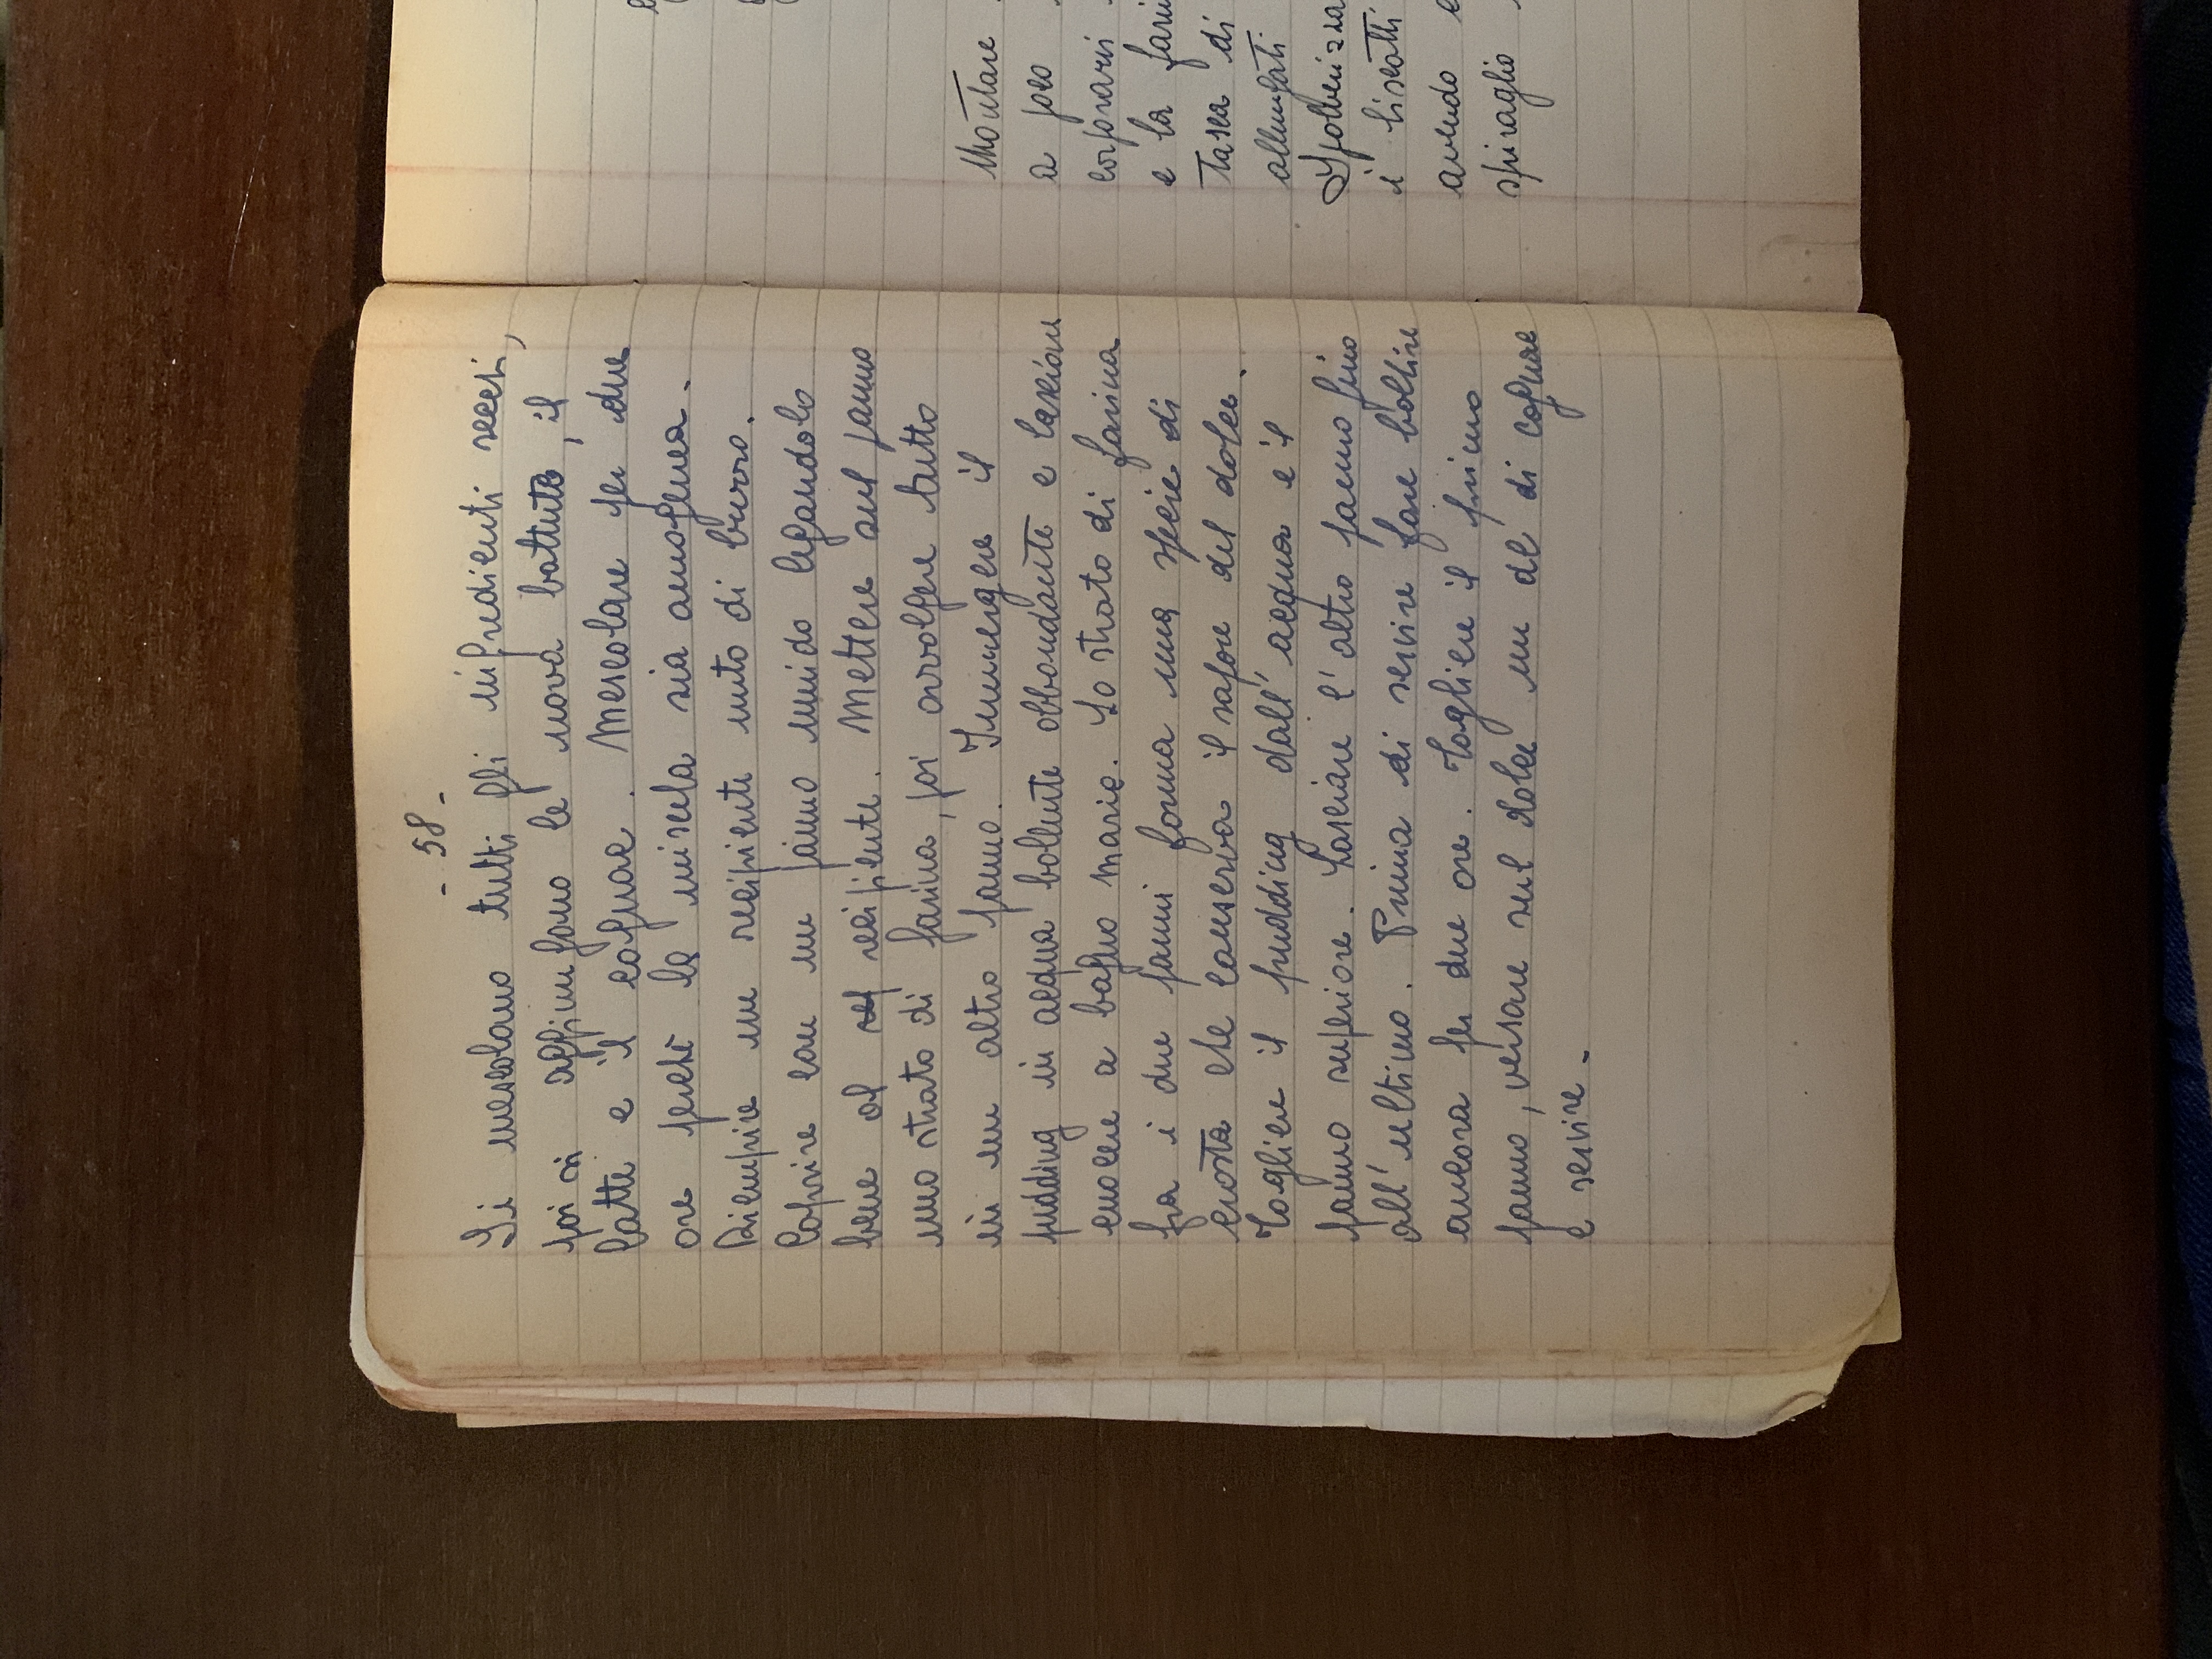 - 58 -
Si mescolano tutti gli ingredienti secchi,
poi si aggiungono le uova battute, il
latte e il cognac. Mescolare per due
ore perché la miscela sia omogenea.
Riempire un recipiente unto di burro.
Coprire con un panno umido legandolo
bene al recipiente. Mettere sul panno
uno strato di farina, poi avvolgere tutto
in un altro panno. Immergere il
pudding in acqua bollente abbondante e lasciare
cuocere a bagno maria. Lo strato di farina
fra i due panni forma una specie di
crosta che conserva il sapore del dolce.
Togliere il pudding dall'acqua e il
panno superiore. Lasciare l'altro panno fino
all'ultimo. Prima di servire fare bollire
ancora per due ore. Togliere il primo
panno, versare sul dolce un dl di cognac
e servire.
Montare
a poco
corporarvi
e la
tasca di
allungati
i biscotti
avendo
spiraglio